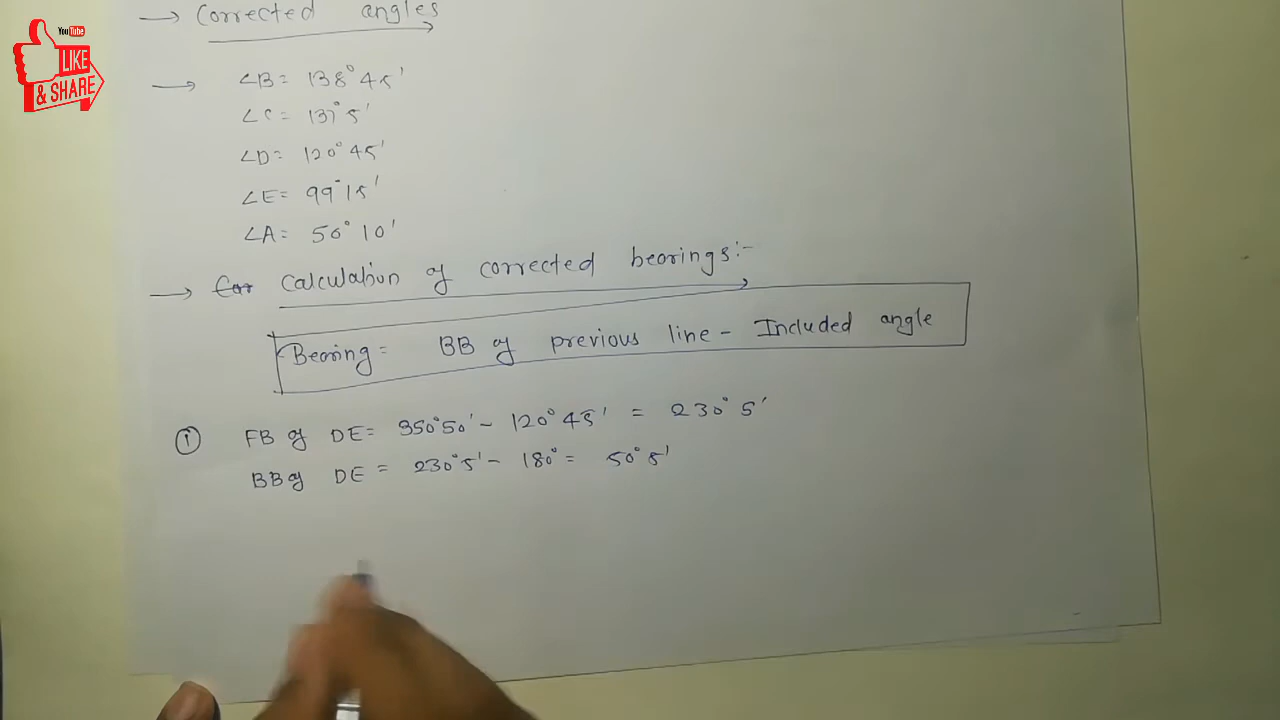 YouTube
LIKE
& SHARE
→ Corrected angles
→ ∠B= 138°45'
∠C= 137°5'
∠D= 120°45'
∠E= 99°15'
∠A= 50°10'
→ calculation of corrected bearings:-
Bearing= BB of previous line - Included angle
① FB of DE= 350°50' - 120°45' = 230°5'
BB of DE = 230°5' - 180° = 50°5'